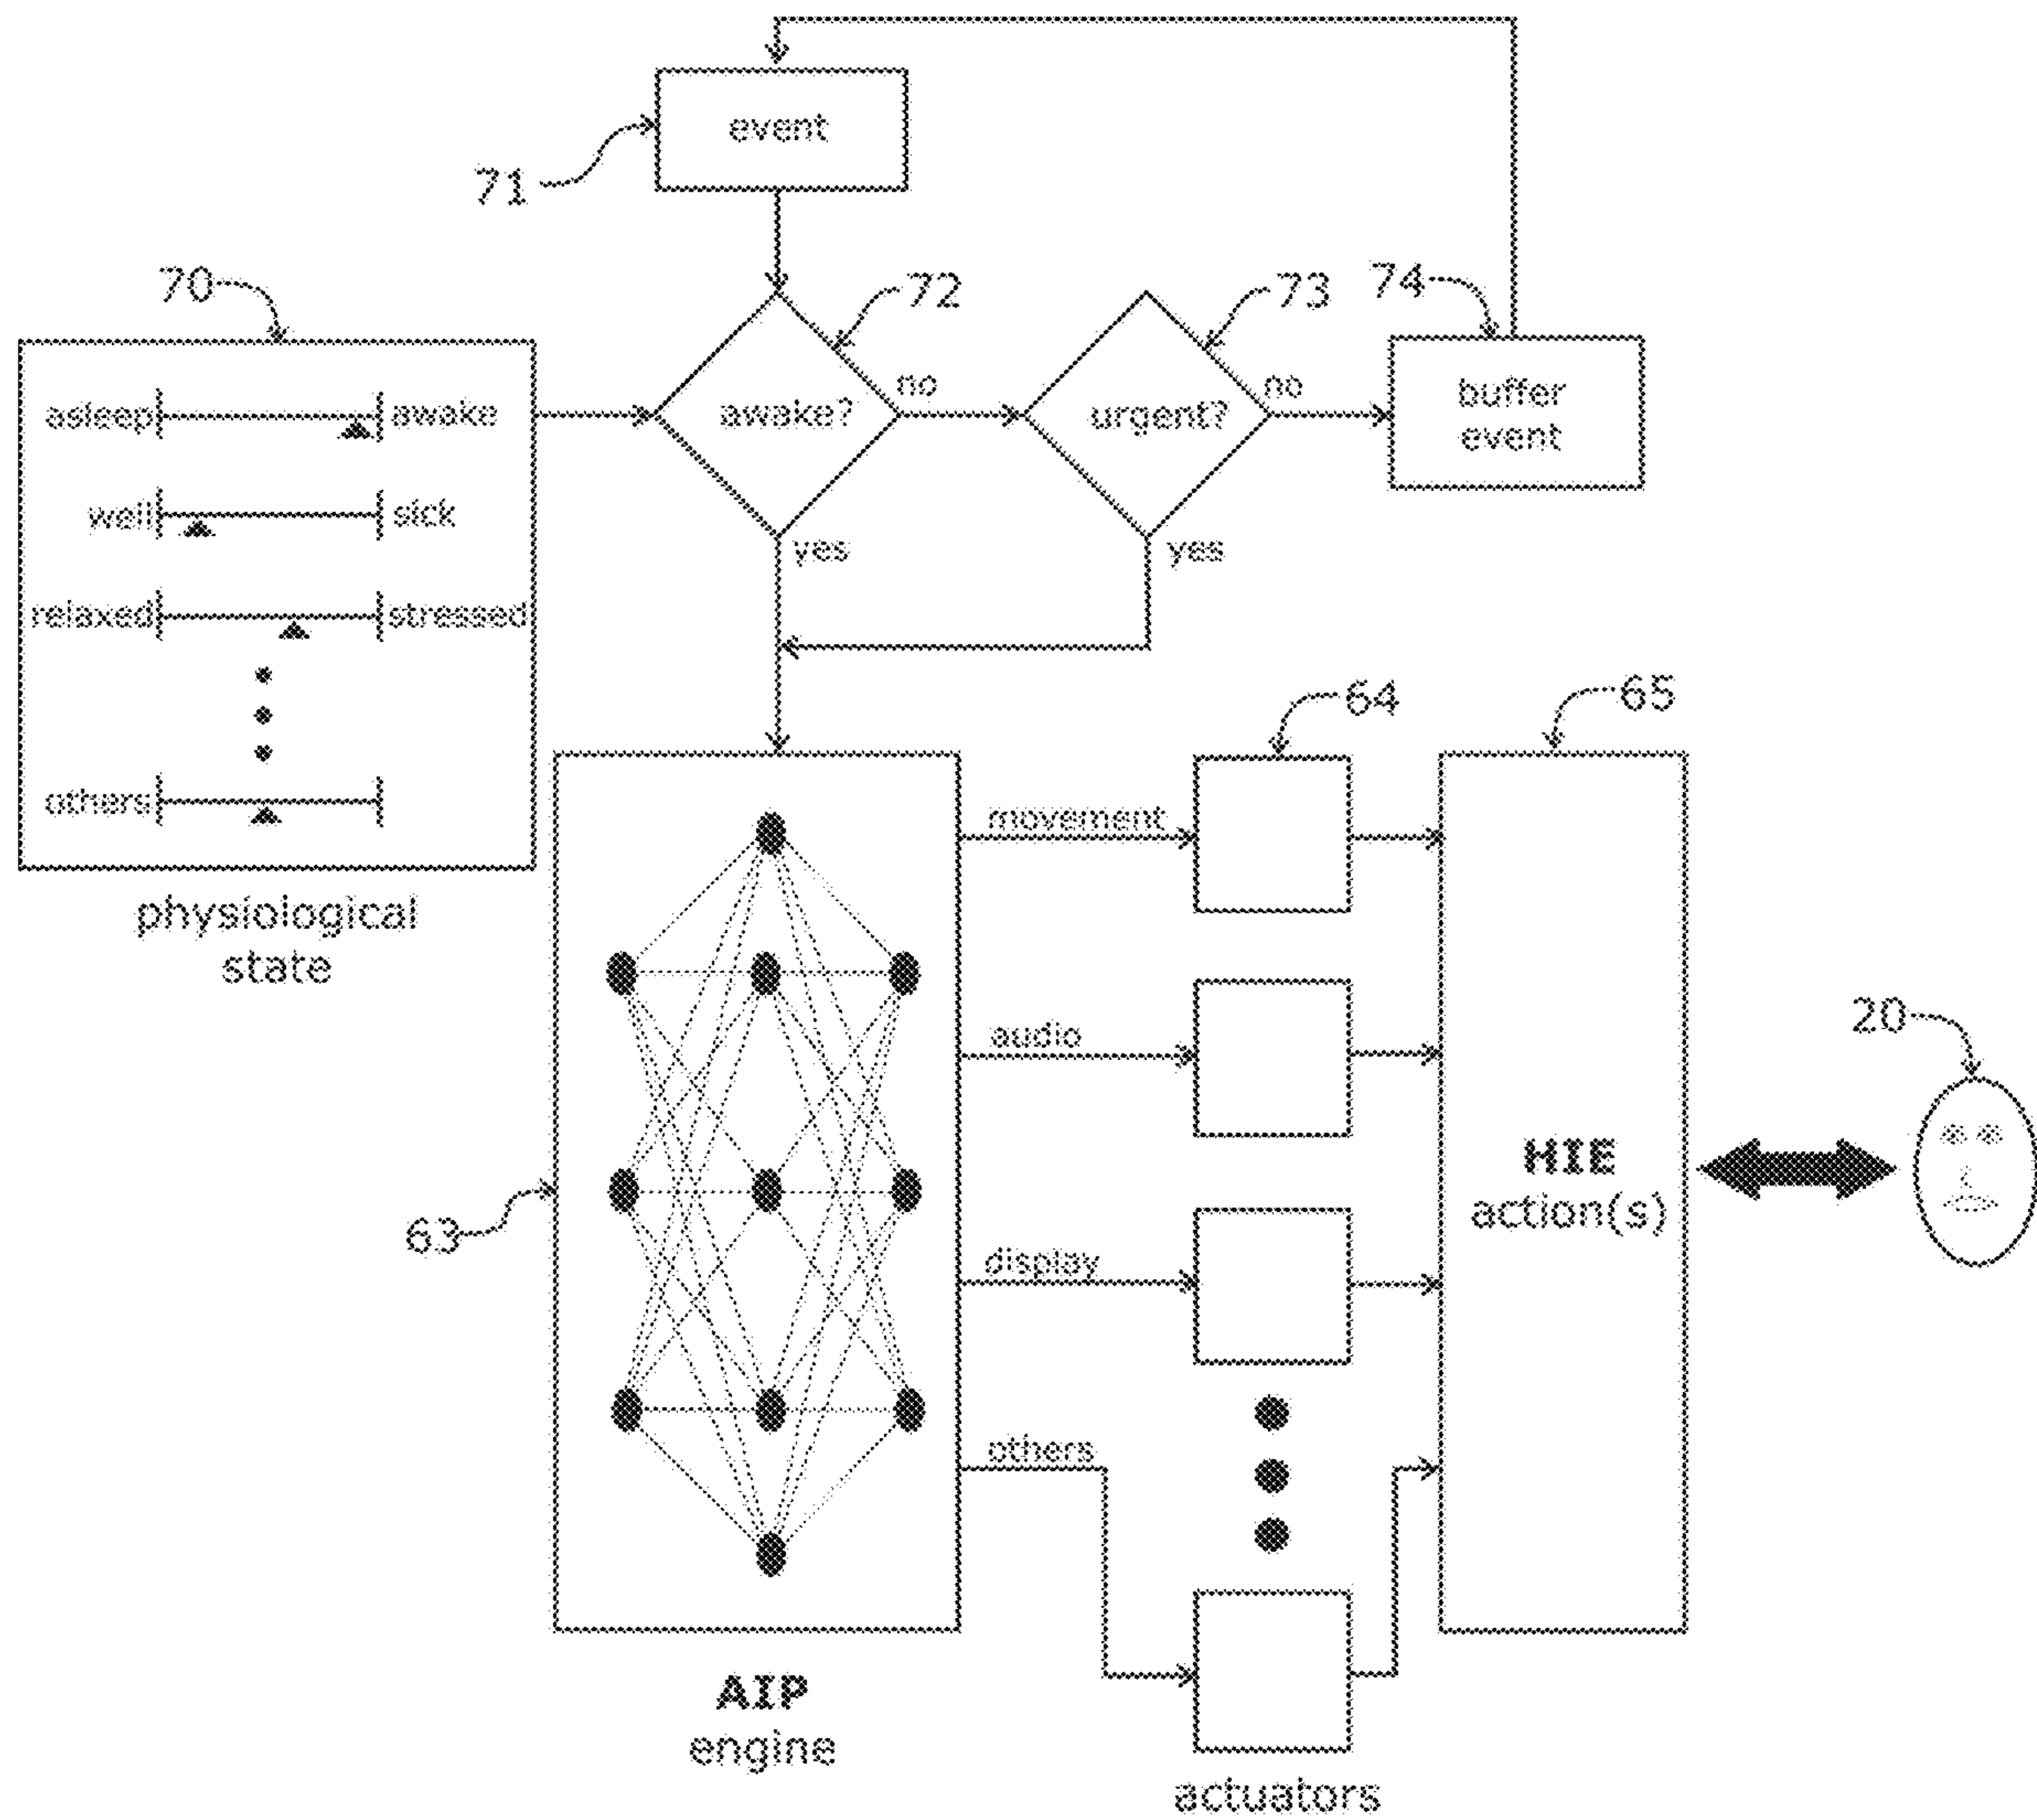 event
71
70
72
73
74
asleep
awake
awake?
no
urgent?
no
buffer
event
well
sick
yes
yes
relaxed
stressed
64
65
others
movement
physiological
state
audio
20
HIE
action(s)
63
display
others
AIP
engine
actuators